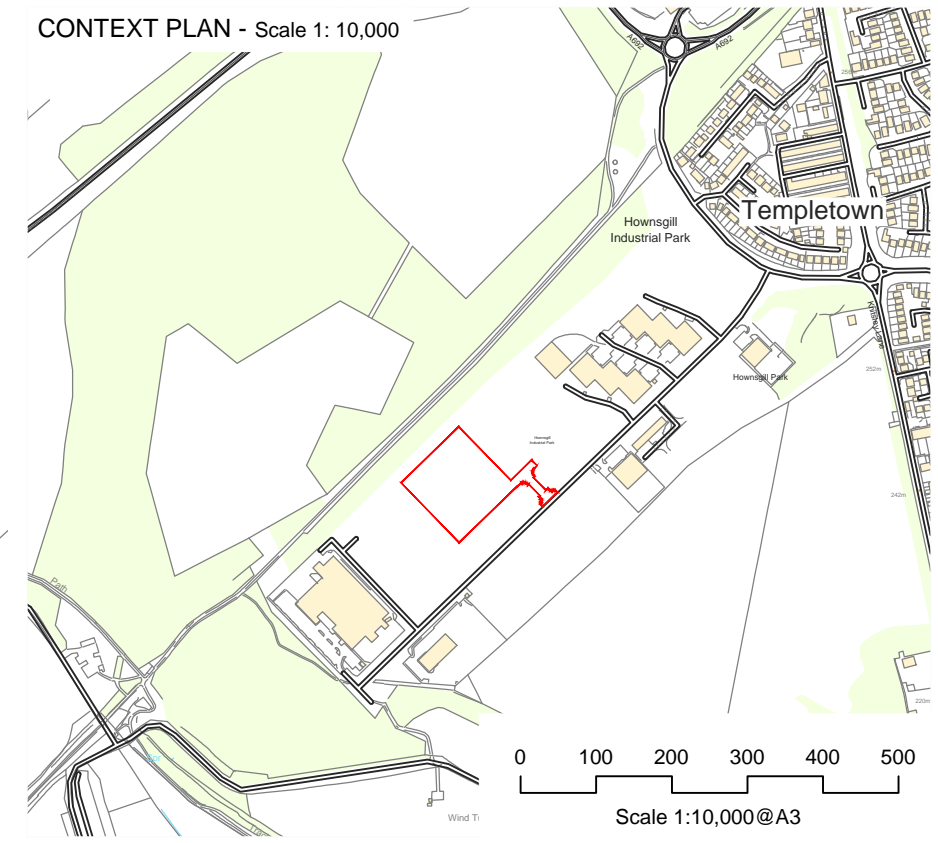 CONTEXT PLAN - Scale 1: 10,000
A692
A692
Templetown
Hownsgill
Industrial Park
Knitsley Lane
Hownsgill Park
252m
Hownsgill
Industrial Park
242m
Path
220m
Wind T
0 100 200 300 400 500
Scale 1:10,000@A3